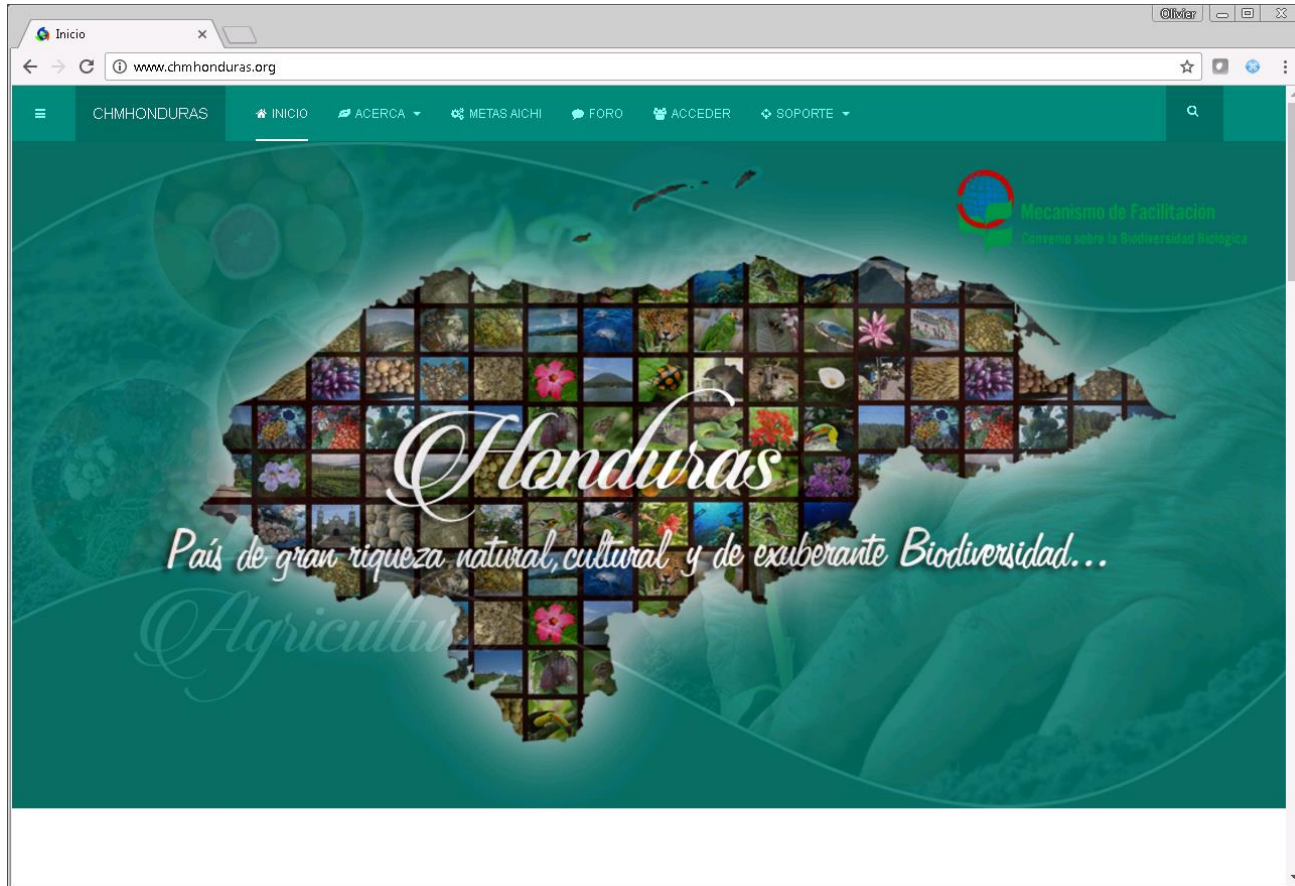 Olivier
Inicio
www.chmhonduras.org
CHMHONDURAS
INICIO
ACERCA
METAS AICHI
FORO
ACCEDER
SOPORTE
Mecanismo de Facilitación
Convenio sobre la Biodiversidad Biológica
Honduras
País de gran riqueza natural, cultural y de exuberante Biodiversidad...
Agricultu